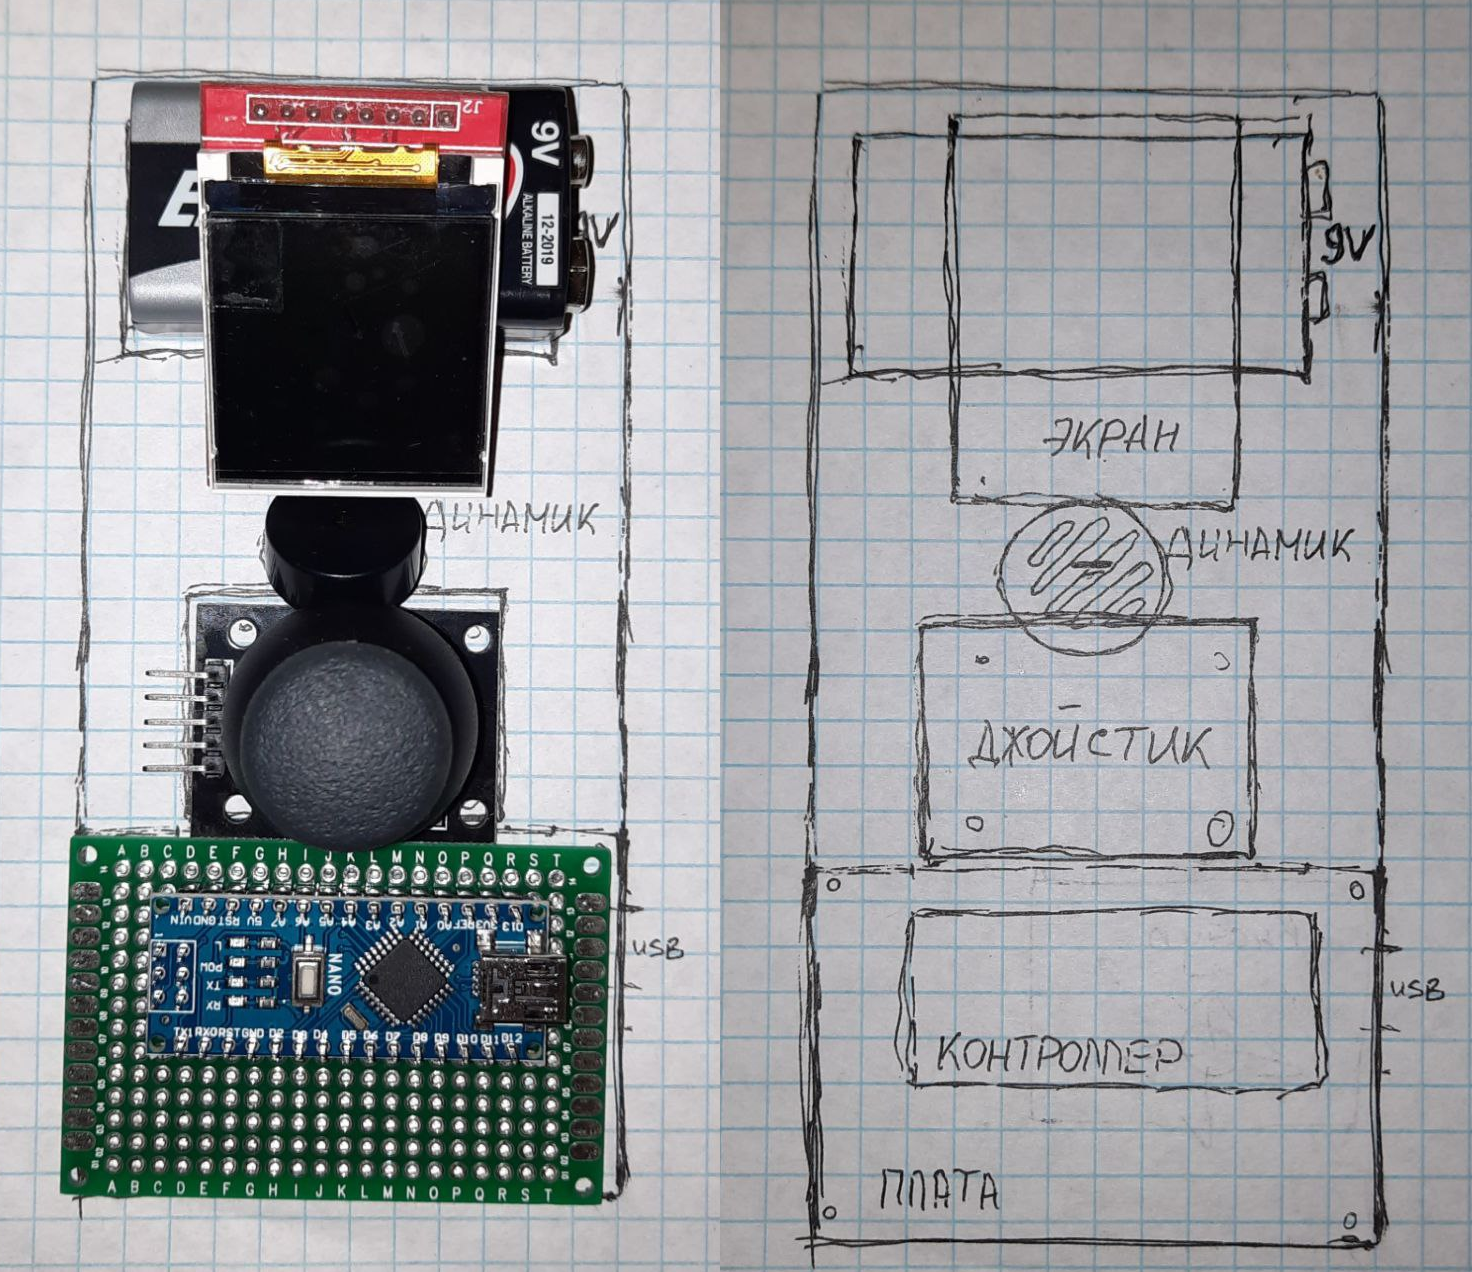 J2
9V
12-2019
ALKALINE BATTERY
E
9V
ДИНАМИК
A B C D E F G H I J K L M N O P Q R S T
VIN GND RST 5V A7 A6 A5 A4 A3 A2 A1 A0 REF 3V3 D13
L
POW
TX
RX
NANO
1
USB
TX1 RX0 RST GND D2 D3 D4 D5 D6 D7 D8 D9 D10 D11 D12
A B C D E F G H I J K L M N O P Q R S T
9V
ЭКРАН
ДИНАМИК
ДЖОЙСТИК
USB
КОНТРОЛЛЕР
ПЛАТА